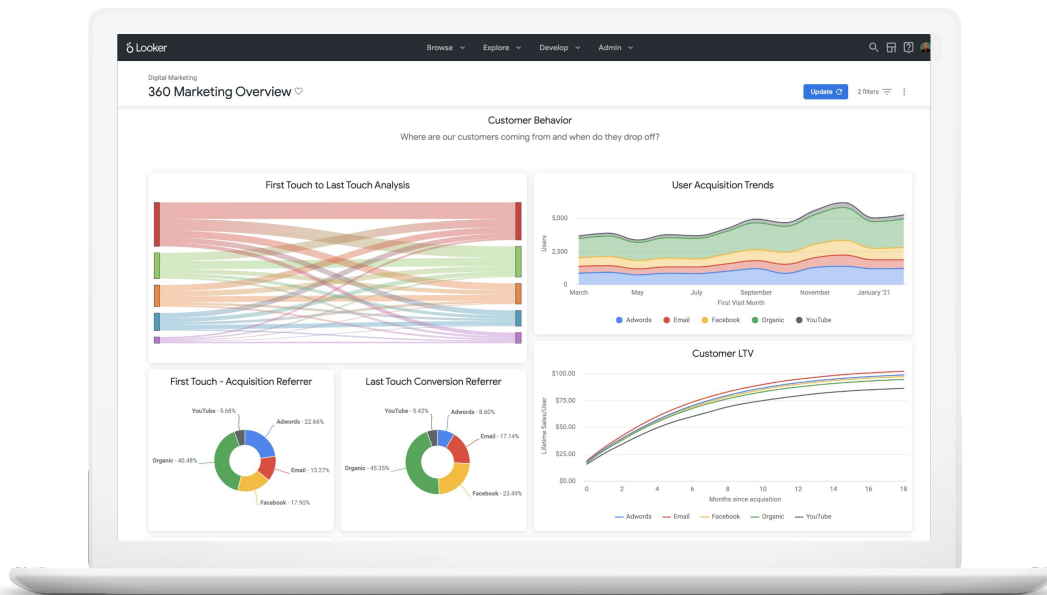 Looker
Browse Explore Develop Admin
Digital Marketing
360 Marketing Overview
Update
2 filters
Customer Behavior
Where are our customers coming from and when do they drop off?
First Touch to Last Touch Analysis
User Acquisition Trends
5,000
2,500
0
Users
March May July September November January '21
First Visit Month
Adwords Email Facebook Organic YouTube
First Touch - Acquisition Referrer
YouTube - 5.68%
Adwords - 22.66%
Organic - 40.48%
Email - 13.27%
Facebook - 17.90%
Last Touch Conversion Referrer
YouTube - 5.42%
Adwords - 8.60%
Email - 17.14%
Organic - 45.35%
Facebook - 23.49%
Customer LTV
$100.00
$75.00
$50.00
$25.00
$0.00
Lifetime Sales/User
0 2 4 6 8 10 12 14 16 18
Months since acquisition
Adwords Email Facebook Organic YouTube